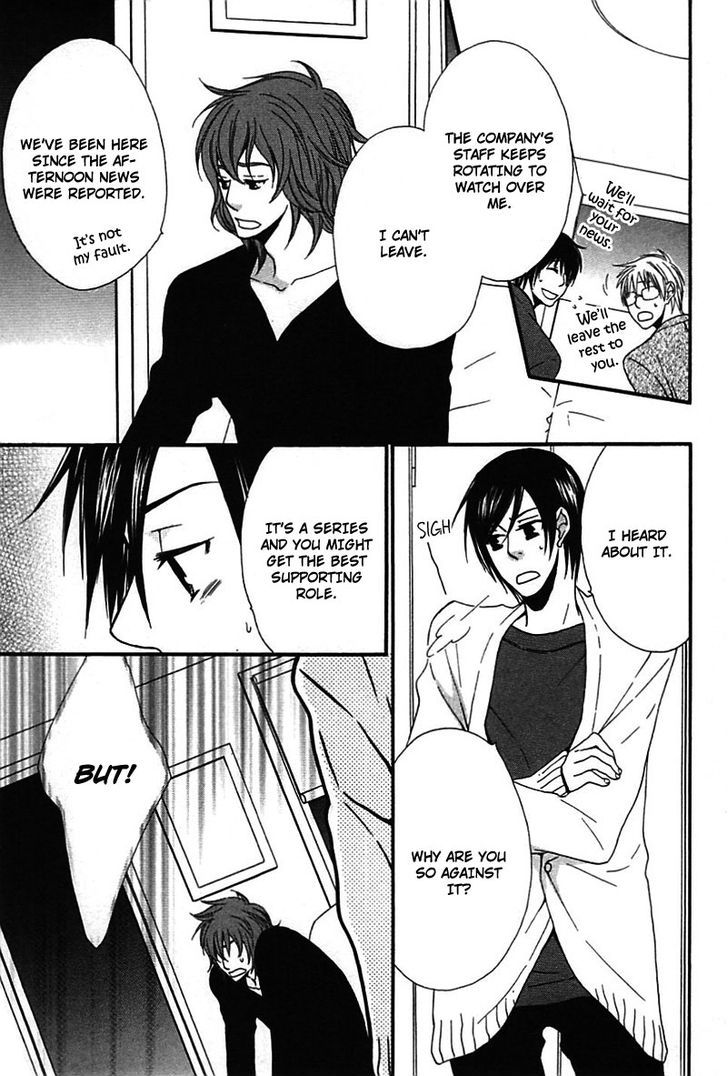 We'll
wait for
your
news.
We'll
leave the
rest to
you.
THE COMPANY'S
STAFF KEEPS
ROTATING TO
WATCH OVER
ME.
I CAN'T
LEAVE.
WE'VE BEEN HERE
SINCE THE AF-
TERNOON NEWS
WERE REPORTED.
It's not
my fault.
I HEARD
ABOUT IT.
SIGH
WHY ARE YOU
SO AGAINST
IT?
IT'S A SERIES
AND YOU MIGHT
GET THE BEST
SUPPORTING
ROLE.
BUT!